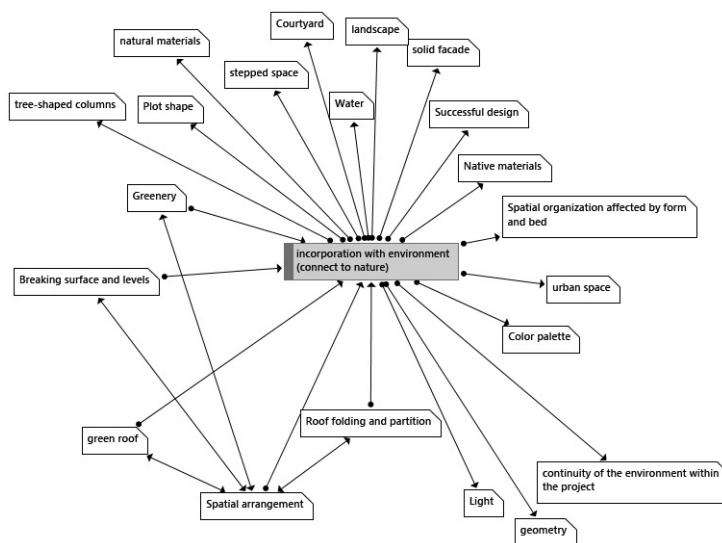 Courtyard
landscape
natural materials
solid facade
stepped space
tree-shaped columns
Plot shape
Water
Successful design
Native materials
Greenery
Spatial organization affected by form
and bed
incorporation with environment
(connect to nature)
Breaking surface and levels
urban space
Color palette
Roof folding and partition
green roof
continuity of the environment within
the project
Spatial arrangement
Light
geometry